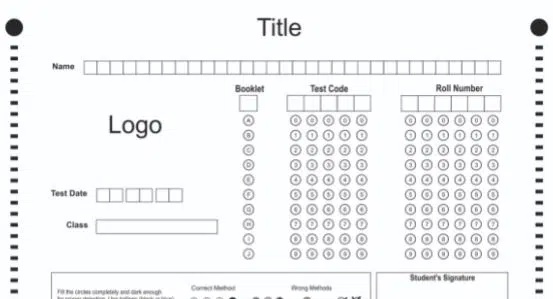 Title
Name
Booklet Test Code Roll Number
Logo
A 0 0 0 0 0 0 0 0 0 0 0
B 1 1 1 1 1 1 1 1 1 1 1
C 2 2 2 2 2 2 2 2 2 2 2
D 3 3 3 3 3 3 3 3 3 3 3
E 4 4 4 4 4 4 4 4 4 4 4
Test Date
F 5 5 5 5 5 5 5 5 5 5 5
G 6 6 6 6 6 6 6 6 6 6 6
Class
H 7 7 7 7 7 7 7 7 7 7 7
I 8 8 8 8 8 8 8 8 8 8 8
J 9 9 9 9 9 9 9 9 9 9 9
Student's Signature
Correct Method Wrong Methods
Fill the circles completely and dark enough